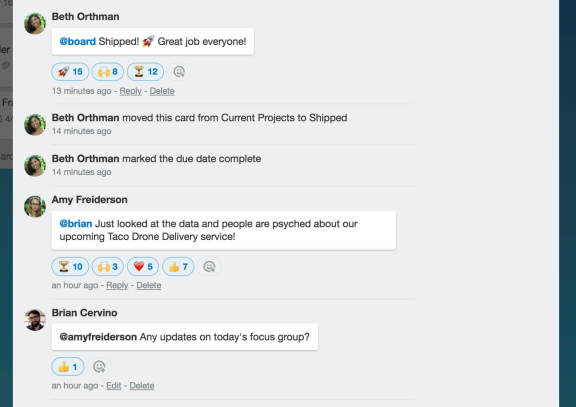 Beth Orthman
@board Shipped! 🚀 Great job everyone!
🚀 15 🙌 8 🏆 12
13 minutes ago - Reply - Delete
Beth Orthman moved this card from Current Projects to Shipped
14 minutes ago
Beth Orthman marked the due date complete
14 minutes ago
Amy Freiderson
@brian Just looked at the data and people are psyched about our
upcoming Taco Drone Delivery service!
🏆 10 🙌 3 ❤️ 5 👍 7
an hour ago - Reply - Delete
Brian Cervino
@amyfreiderson Any updates on today's focus group?
👍 1
an hour ago - Edit - Delete